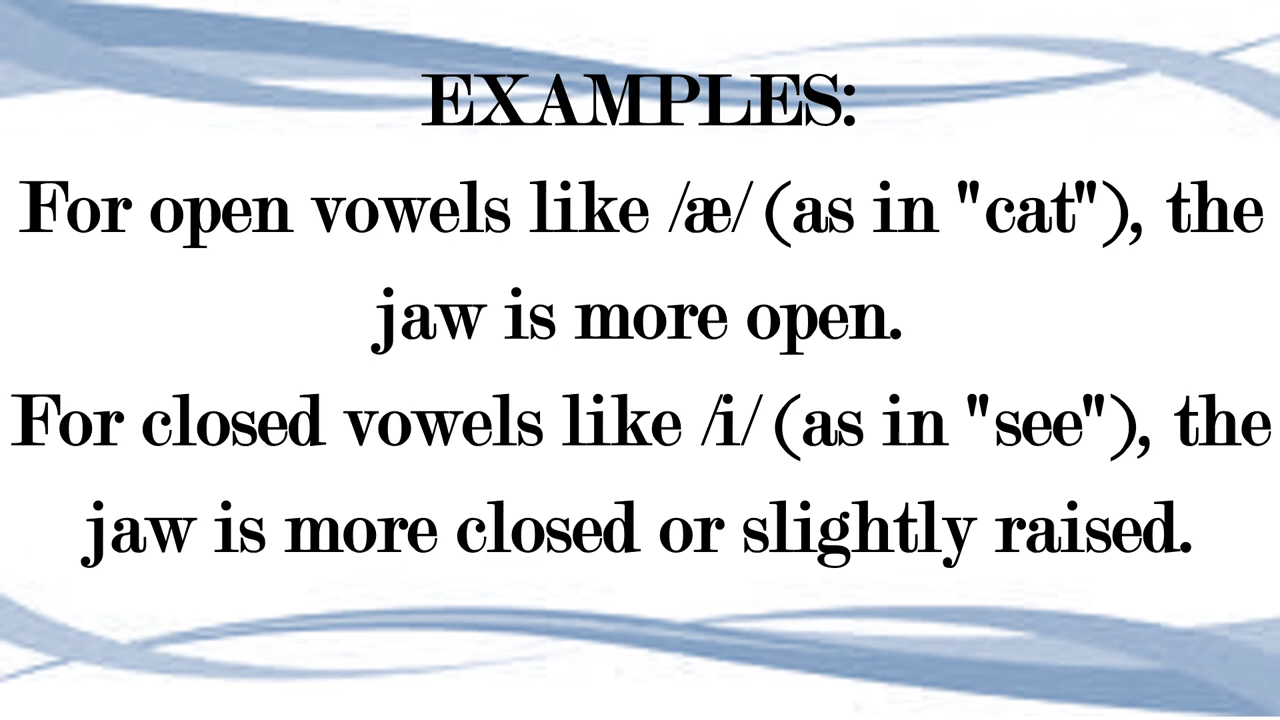 EXAMPLES:
For open vowels like /æ/ (as in "cat"), the
jaw is more open.
For closed vowels like /i/ (as in "see"), the
jaw is more closed or slightly raised.